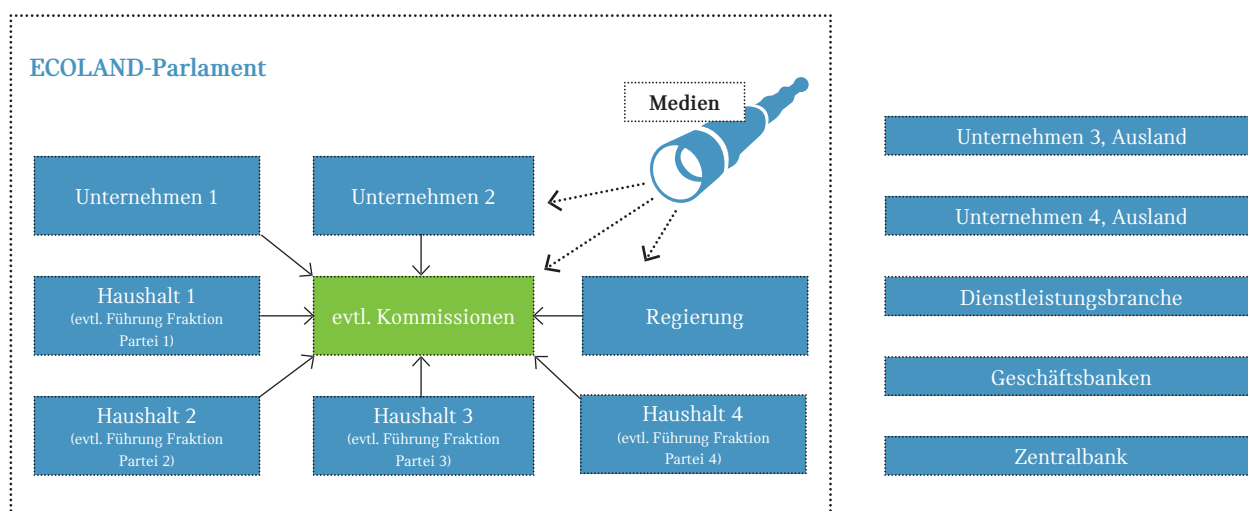 ECOLAND-Parlament
Medien
Unternehmen 1
Unternehmen 2
Haushalt 1
(evtl. Führung Fraktion
Partei 1)
evtl. Kommissionen
Regierung
Haushalt 2
(evtl. Führung Fraktion
Partei 2)
Haushalt 3
(evtl. Führung Fraktion
Partei 3)
Haushalt 4
(evtl. Führung Fraktion
Partei 4)
Unternehmen 3, Ausland
Unternehmen 4, Ausland
Dienstleistungsbranche
Geschäftsbanken
Zentralbank